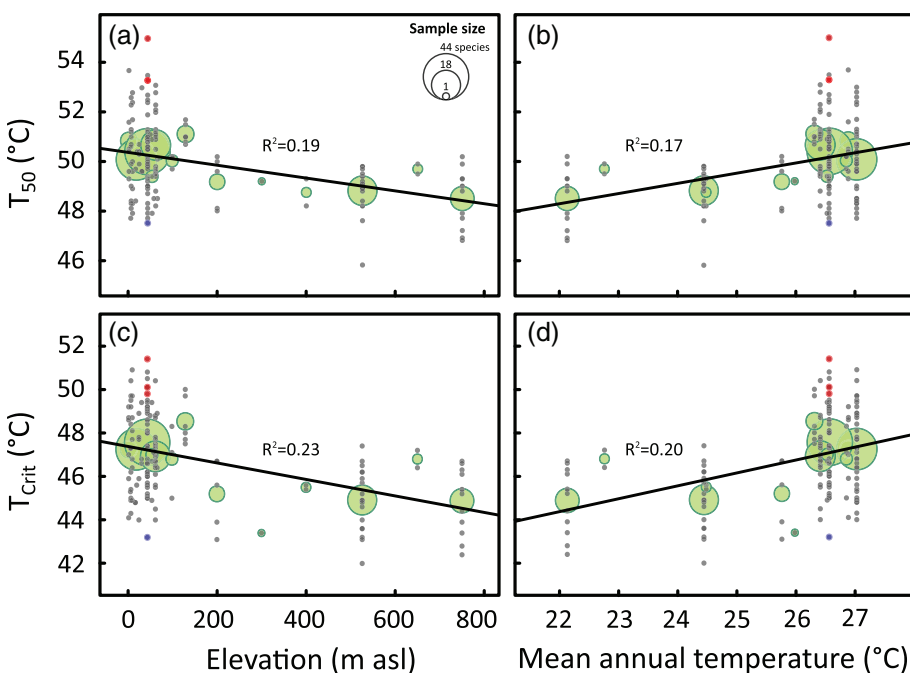 (a)
Sample size
44 species
18
1
R²=0.19
54
52
50
48
46
T50 (°C)
(b)
R²=0.17
(c)
R²=0.23
52
50
48
46
44
42
TCrit (°C)
0
200
400
600
800
Elevation (m asl)
(d)
R²=0.20
22
23
24
25
26
27
Mean annual temperature (°C)